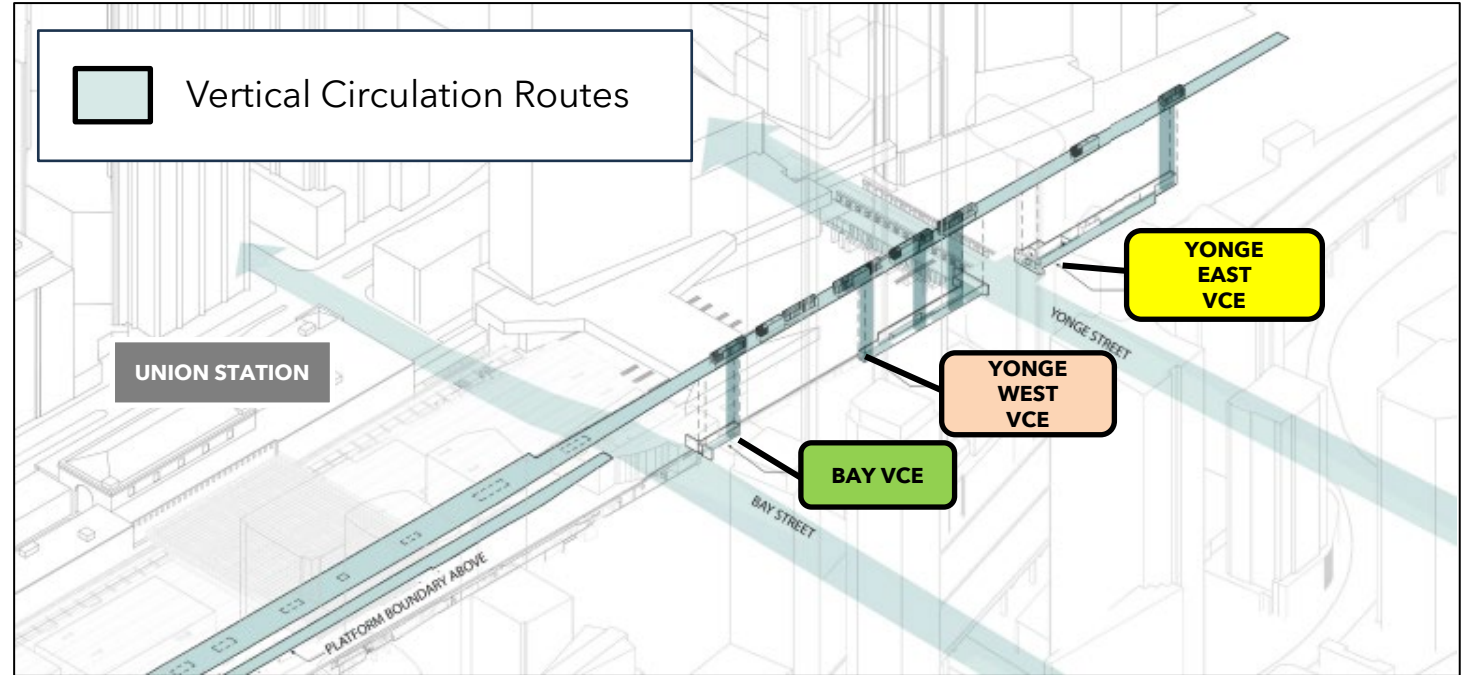 Vertical Circulation Routes
YONGE
EAST
VCE
YONGE STREET
UNION STATION
YONGE
WEST
VCE
BAY VCE
BAY STREET
PLATFORM BOUNDARY ABOVE